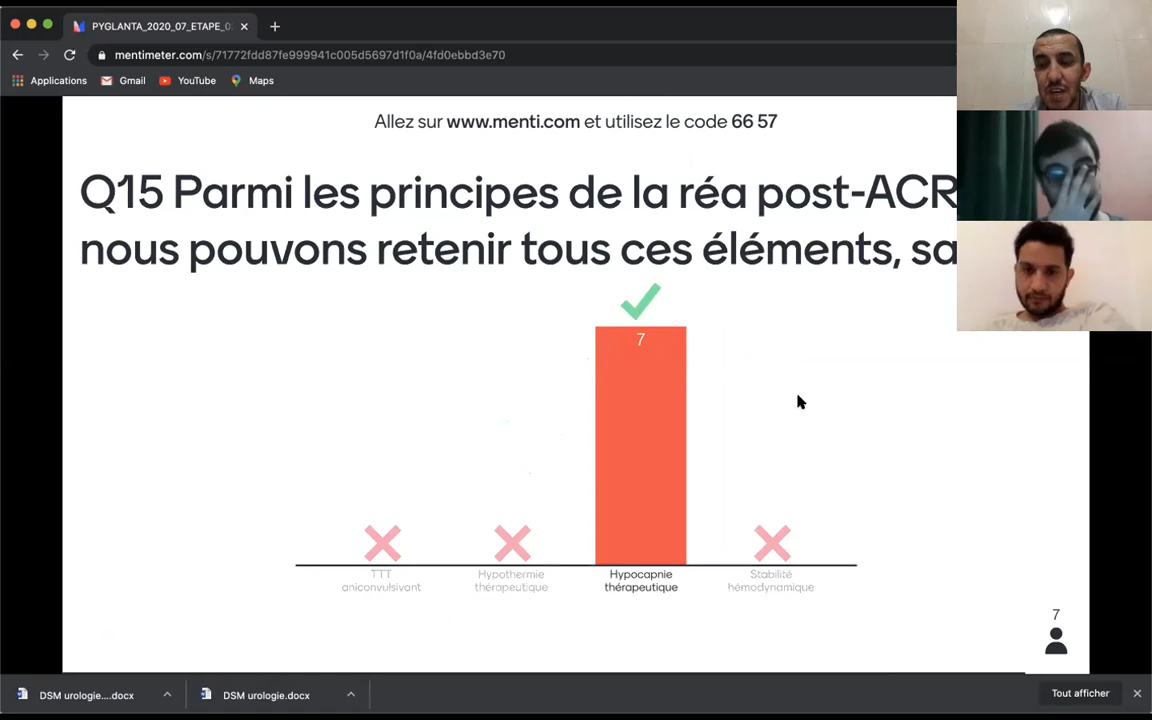 PYGLANTA_2020_07_ETAPE_0
mentimeter.com/s/71772fdd87fe999941c005d5697d1f0a/4fd0ebbd3e70
Applications Gmail YouTube Maps
Allez sur www.menti.com et utilisez le code 66 57
Q15 Parmi les principes de la réa post-ACR
nous pouvons retenir tous ces éléments, sa
7
TTT
aniconvulsivant
Hypothermie
thérapeutique
Hypocapnie
thérapeutique
Stabilité
hémodynamique
7
DSM urologie....docx
DSM urologie.docx
Tout afficher